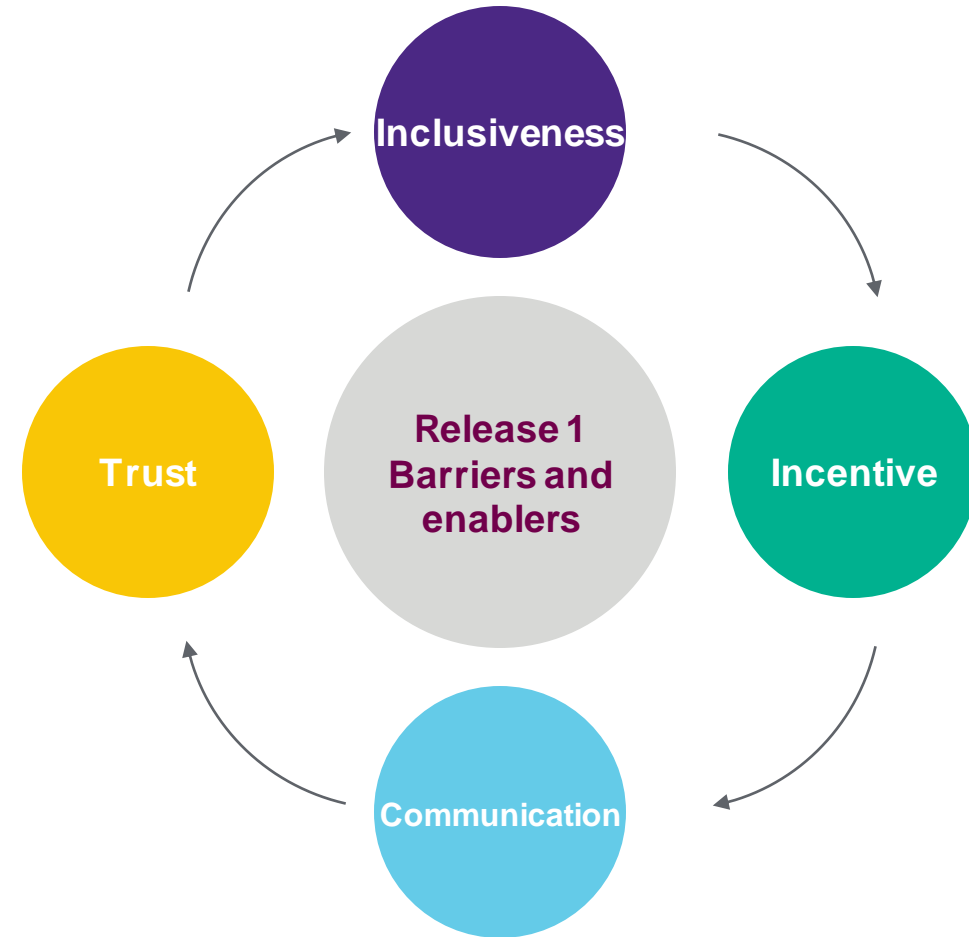 Inclusiveness
Trust
Release 1
Barriers and
enablers
Incentive
Communication